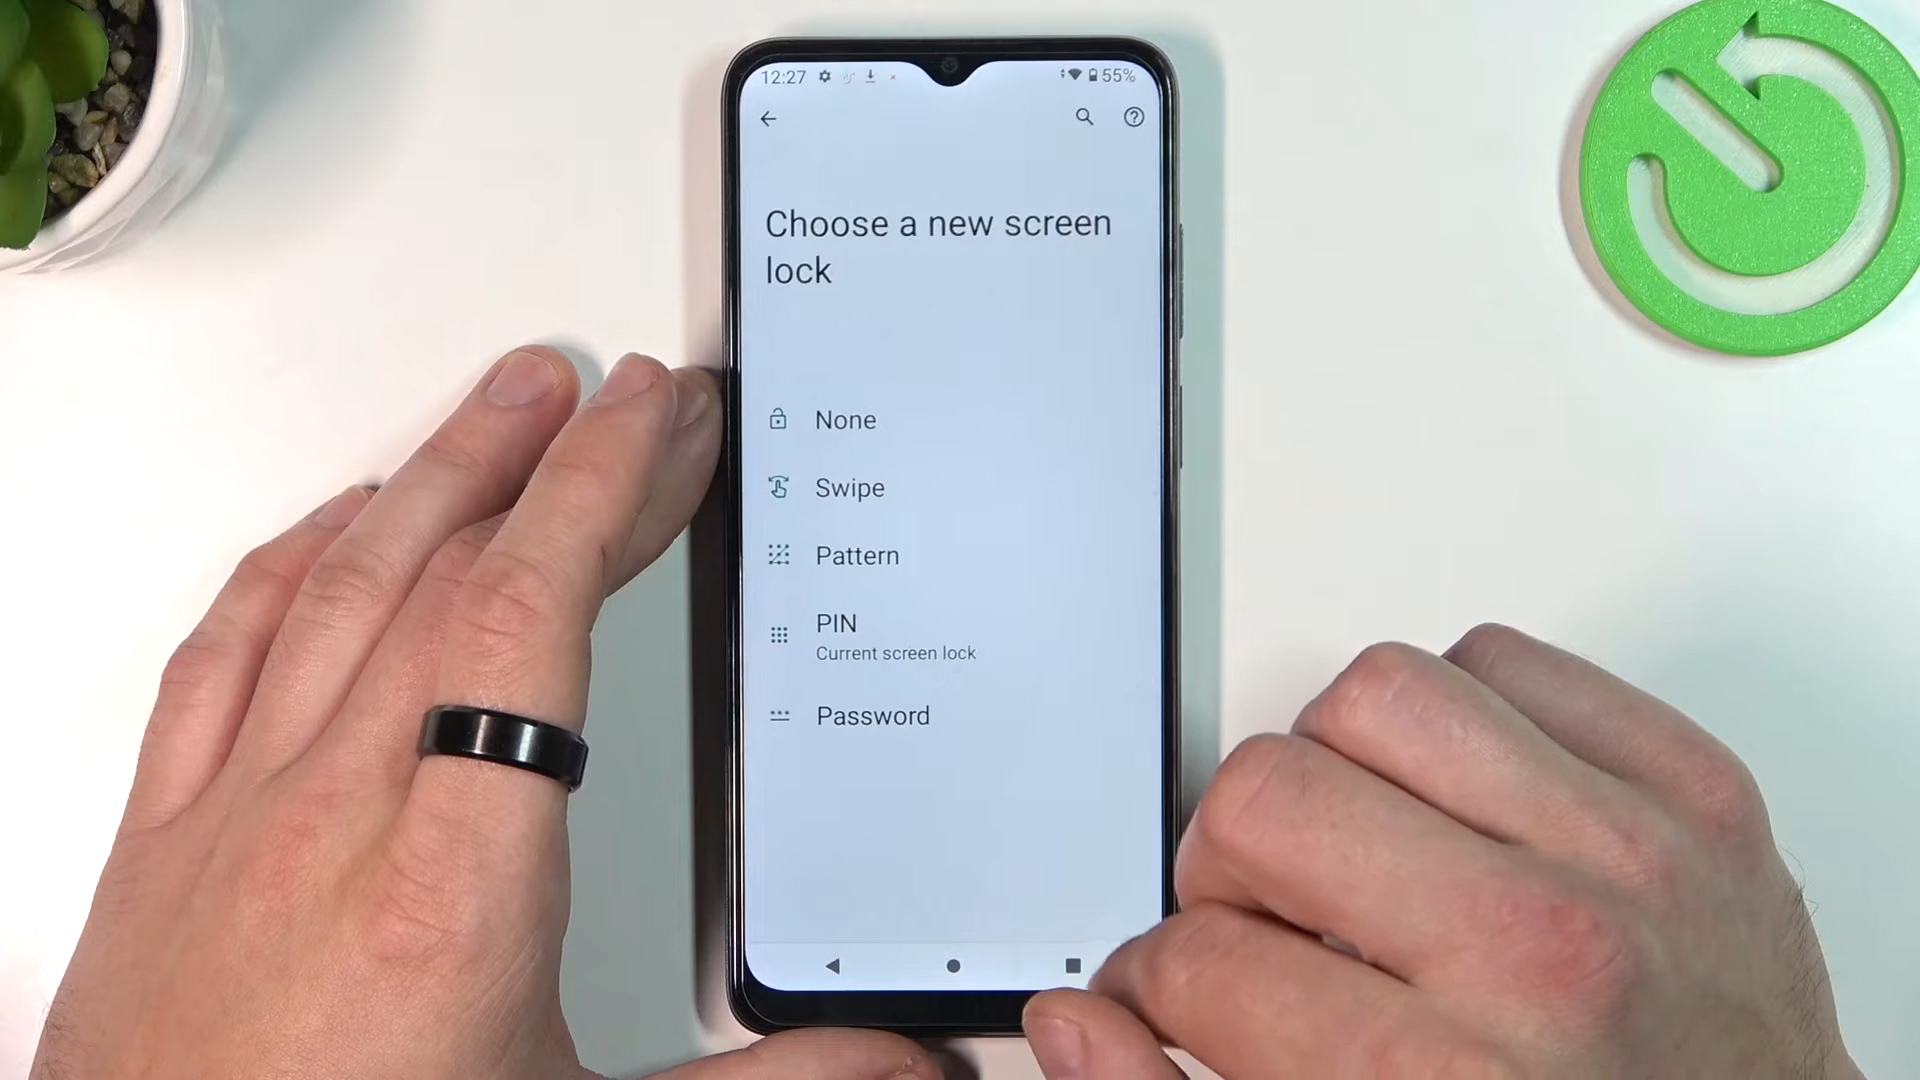 12:27
55%
Choose a new screen
lock
None
Swipe
Pattern
PIN
Current screen lock
Password